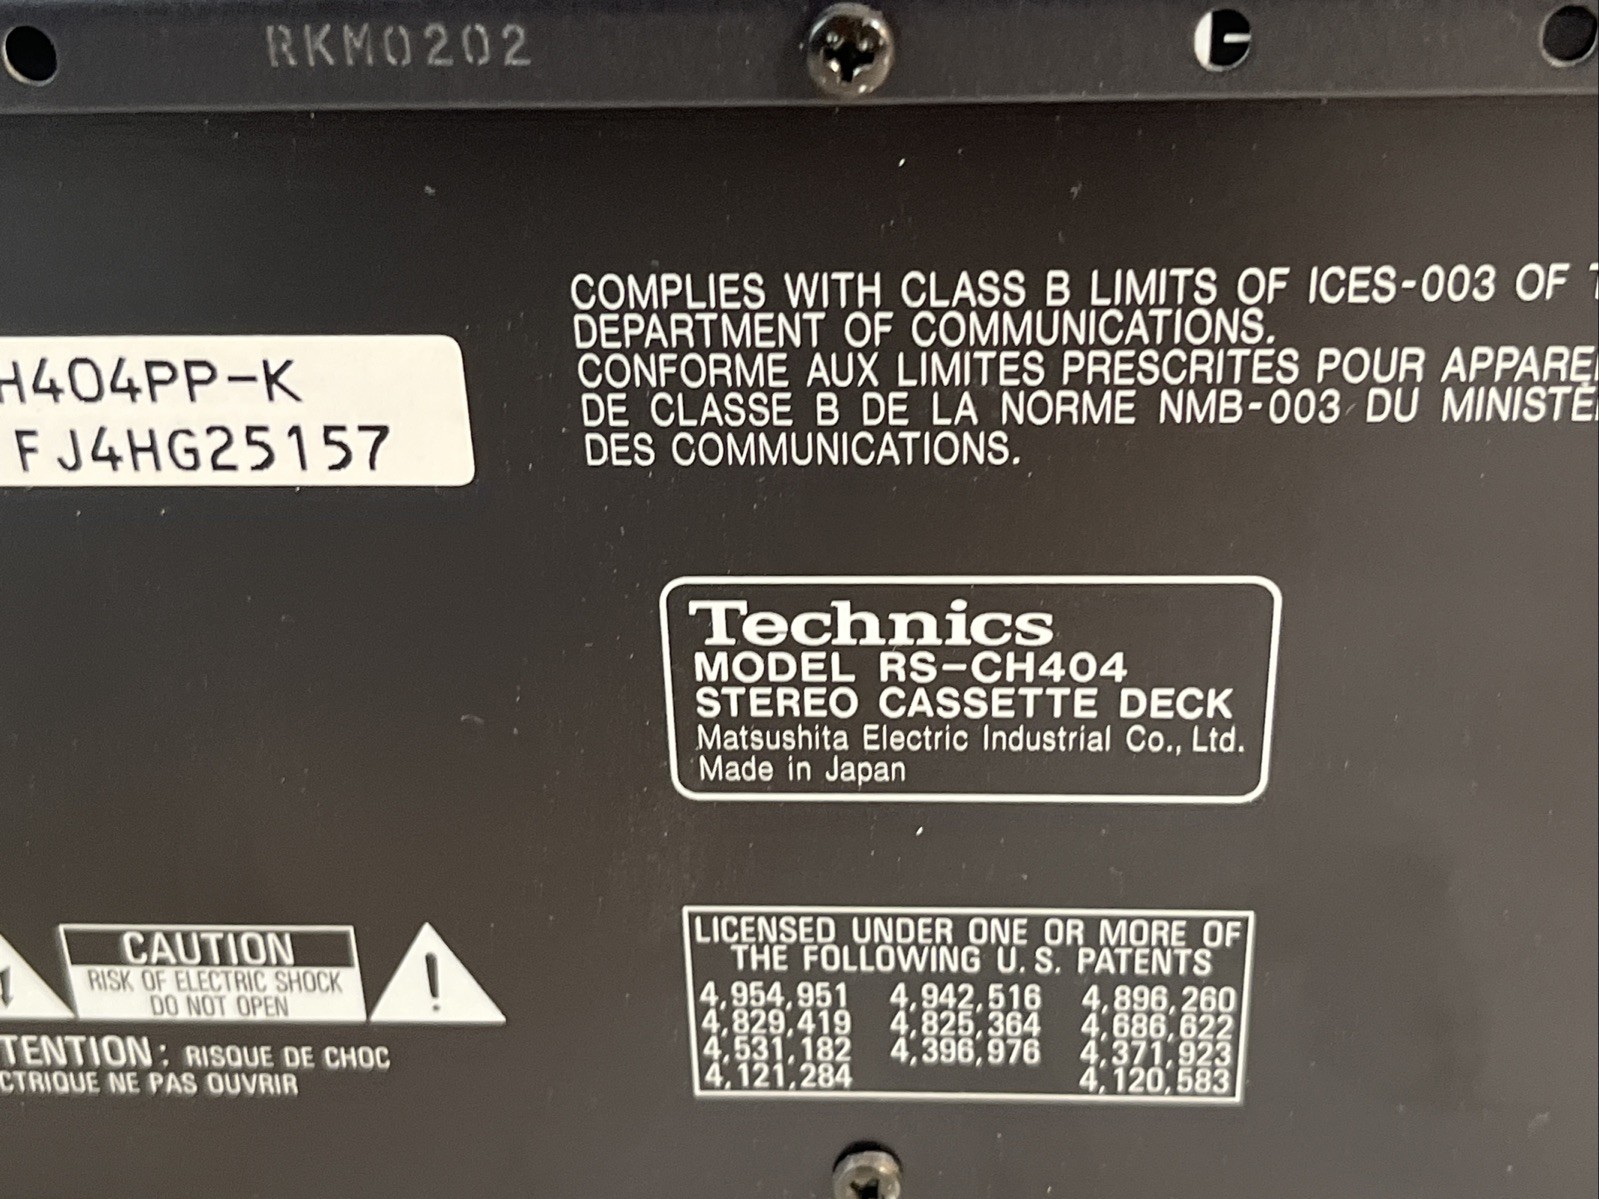 RKM0202
COMPLIES WITH CLASS B LIMITS OF ICES-003 OF
DEPARTMENT OF COMMUNICATIONS.
CONFORME AUX LIMITES PRESCRITES POUR APPAREI
DE CLASSE B DE LA NORME NMB-003 DU MINISTÈ
DES COMMUNICATIONS.
H404PP-K
FJ4HG25157
Technics
MODEL RS-CH404
STEREO CASSETTE DECK
Matsushita Electric Industrial Co., Ltd.
Made in Japan
CAUTION
RISK OF ELECTRIC SHOCK
DO NOT OPEN
!
TENTION: RISQUE DE CHOC
CTRIQUE NE PAS OUVRIR
LICENSED UNDER ONE OR MORE OF
THE FOLLOWING U.S. PATENTS
4,954,951 4,942,516 4,896,260
4,829,419 4,825,364 4,686,622
4,531,182 4,396,976 4,371,923
4,121,284 4,120,583